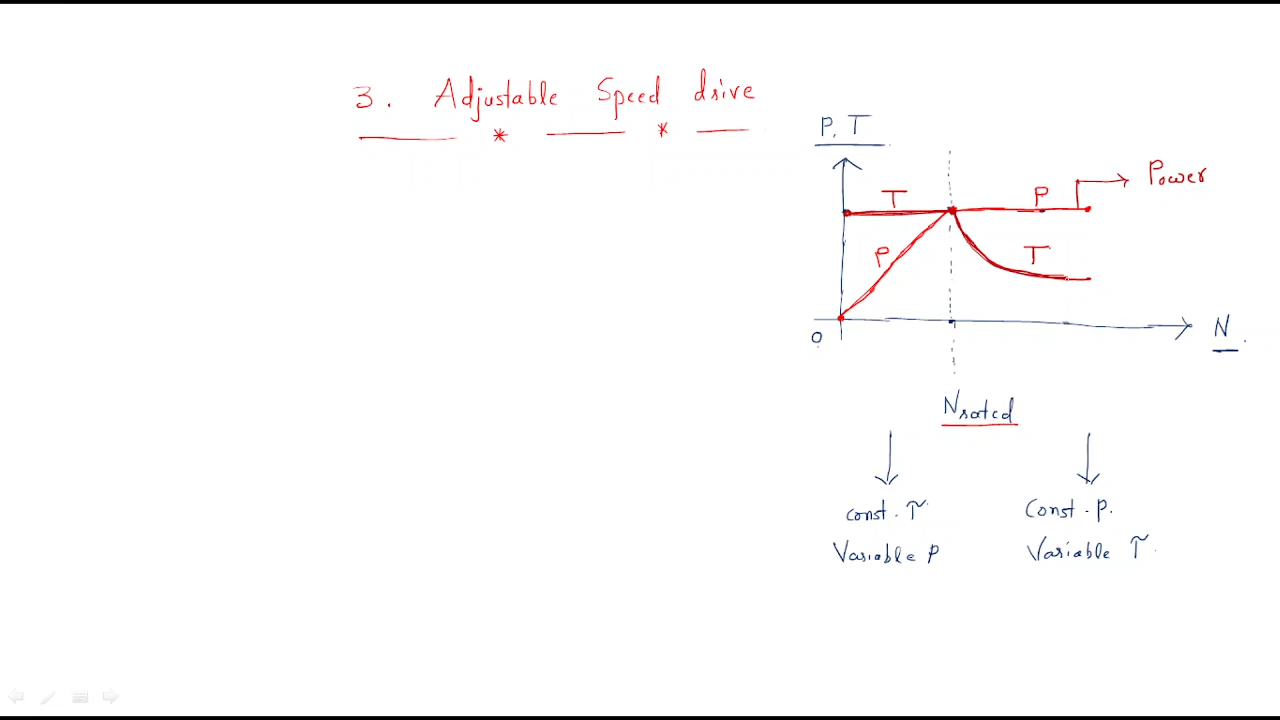 3. Adjustable Speed drive
P, T
Power
T
P
P
T
0
N
Nrated
const. T
Variable P
Const. P.
Variable T